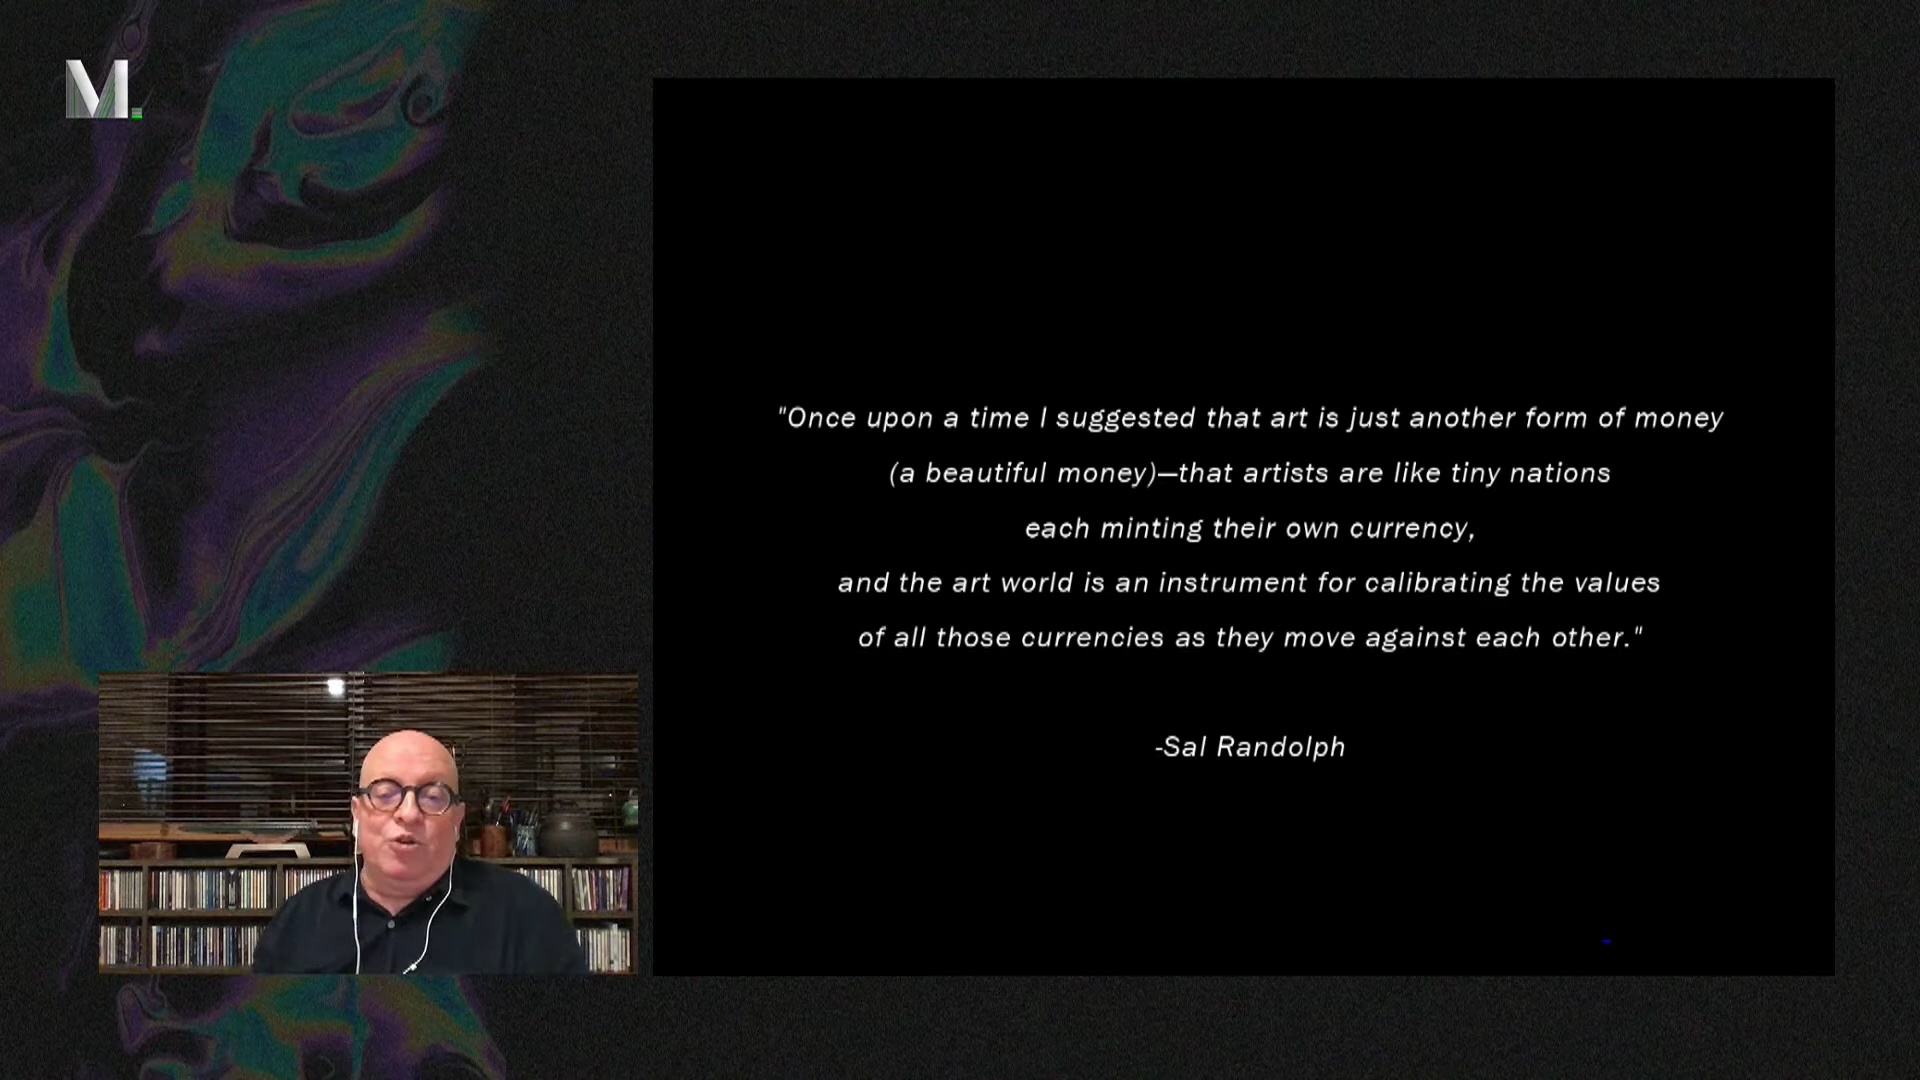 M.
"Once upon a time I suggested that art is just another form of money
(a beautiful money)—that artists are like tiny nations
each minting their own currency,
and the art world is an instrument for calibrating the values
of all those currencies as they move against each other."
-Sal Randolph